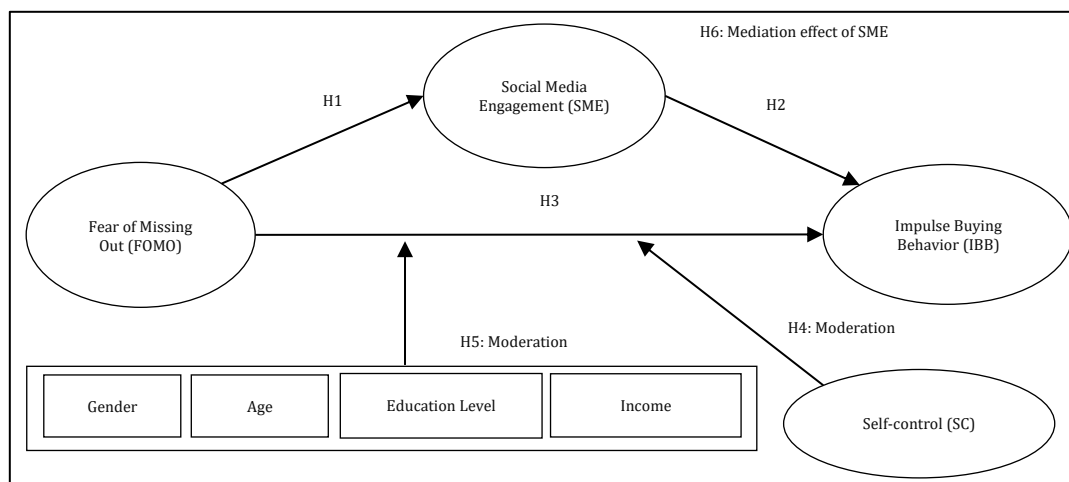 H6: Mediation effect of SME
Social Media
Engagement (SME)
H1
H2
H3
Fear of Missing
Out (FOMO)
Impulse Buying
Behavior (IBB)
H5: Moderation
H4: Moderation
Gender
Age
Education Level
Income
Self-control (SC)